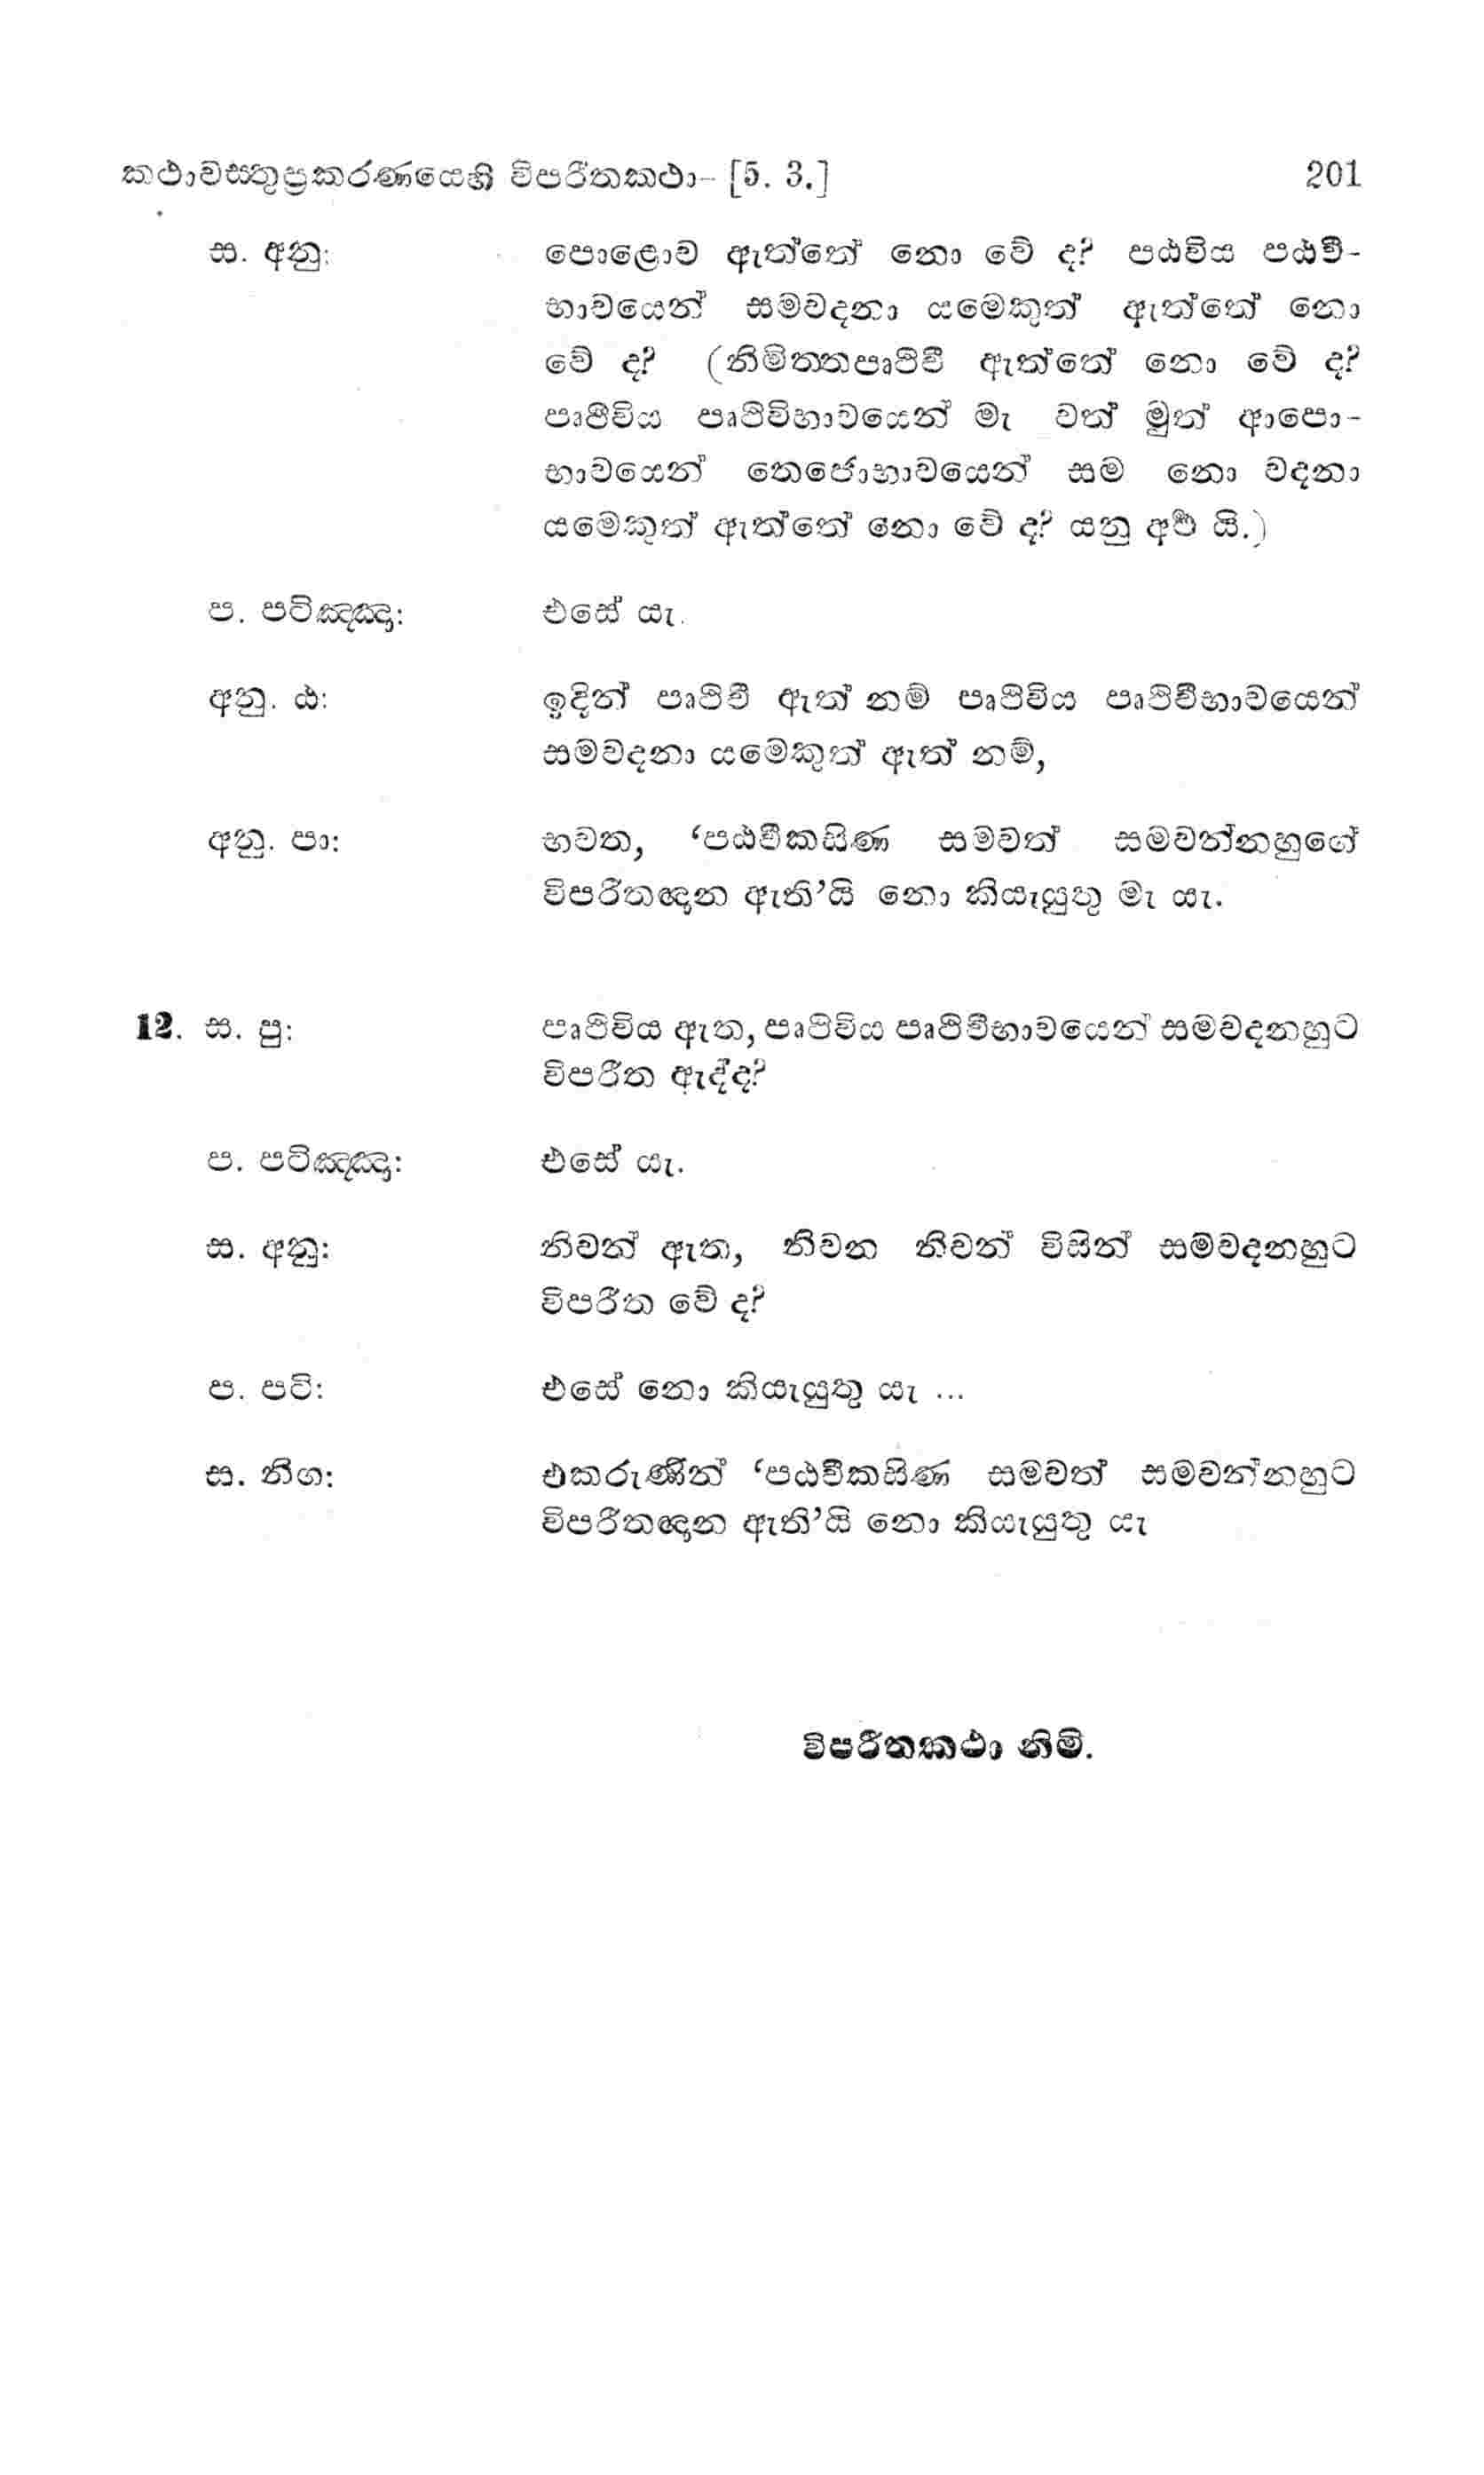 කථාවස්තුප්‍රකරණයෙහි විපරීතකථා- [5. 3.] 201
ස. අනු: පොළොව ඇත්තේ නො වේ ද? පඨවිය පඨවී-
භාවයෙන් සමවදනා යමෙකුත් ඇත්තේ නො
වේ ද? (නිමිත්තපෘථිවී ඇත්තේ නො වේ ද?
පෘථිවිය පෘථිවිභාවයෙන් මැ වත් මුත් ආපො-
භාවයෙන් තෙජොභාවයෙන් සම නො වදනා
යමෙකුත් ඇත්තේ නො වේ ද? යනු අර්‍ථ යි.)
ප. පටිඤ්ඤා: එසේ යැ.
අනු. ඨ: ඉදින් පෘථිවී ඇත් නම් පෘථිවිය පෘථිවීභාවයෙන්
සමවදනා යමෙකුත් ඇත් නම්,
අනු. පා: භවත, ‘පඨවීකසිණ සමවත් සමවන්නහුගේ
විපරීතඥාන ඇති’යි නො කියැයුතු මැ යැ.
12. ස. පු: පෘථිවිය ඇත, පෘථිවිය පෘථිවීභාවයෙන් සමවදනහුට
විපරීත ඇද්ද?
ප. පටිඤ්ඤා: එසේ යැ.
ස. අනු: නිවන් ඇත, නිවන නිවන් විසින් සමවදනහුට
විපරීත වේ ද?
ප. පටි: එසේ නො කියැයුතු යැ ...
ස. නිග: එකරුණින් ‘පඨවීකසිණ සමවත් සමවන්නහුට
විපරීතඥාන ඇති’යි නො කියැයුතු යැ
විපරීතකථා නිමි.